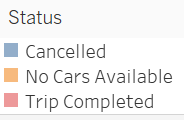 Status
Cancelled
No Cars Available
Trip Completed